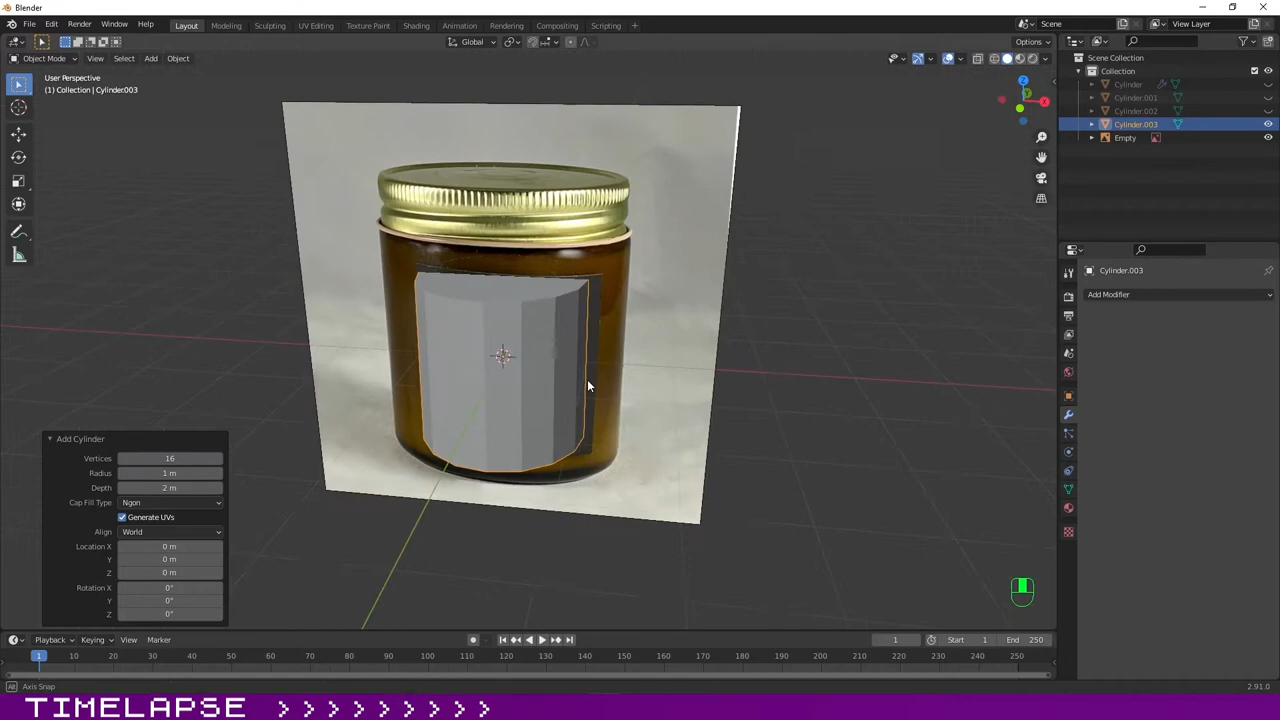 Blender
File Edit Render Window Help Layout Modeling Sculpting UV Editing Texture Paint Shading Animation Rendering Compositing Scripting + Scene View Layer
Global Options
Object Mode View Select Add Object
User Perspective
(1) Collection | Cylinder.003
X
Scene Collection
Collection
Cylinder
Cylinder.001
Cylinder.002
Cylinder.003
Empty
Cylinder.003
Add Modifier
Add Cylinder
Vertices 16
Radius 1 m
Depth 2 m
Cap Fill Type Ngon
Generate UVs
Align World
Location X 0 m
Y 0 m
Z 0 m
Rotation X 0°
Y 0°
Z 0°
Playback Keying View Marker 1 Start 1 End 250
1 10 20 30 40 50 60 70 80 90 100 110 120 130 140 150 160 170 180 190 200 210 220 230 240 250
Axis Snap 2.91.0
TIMELAPSE > > > > > > > > >